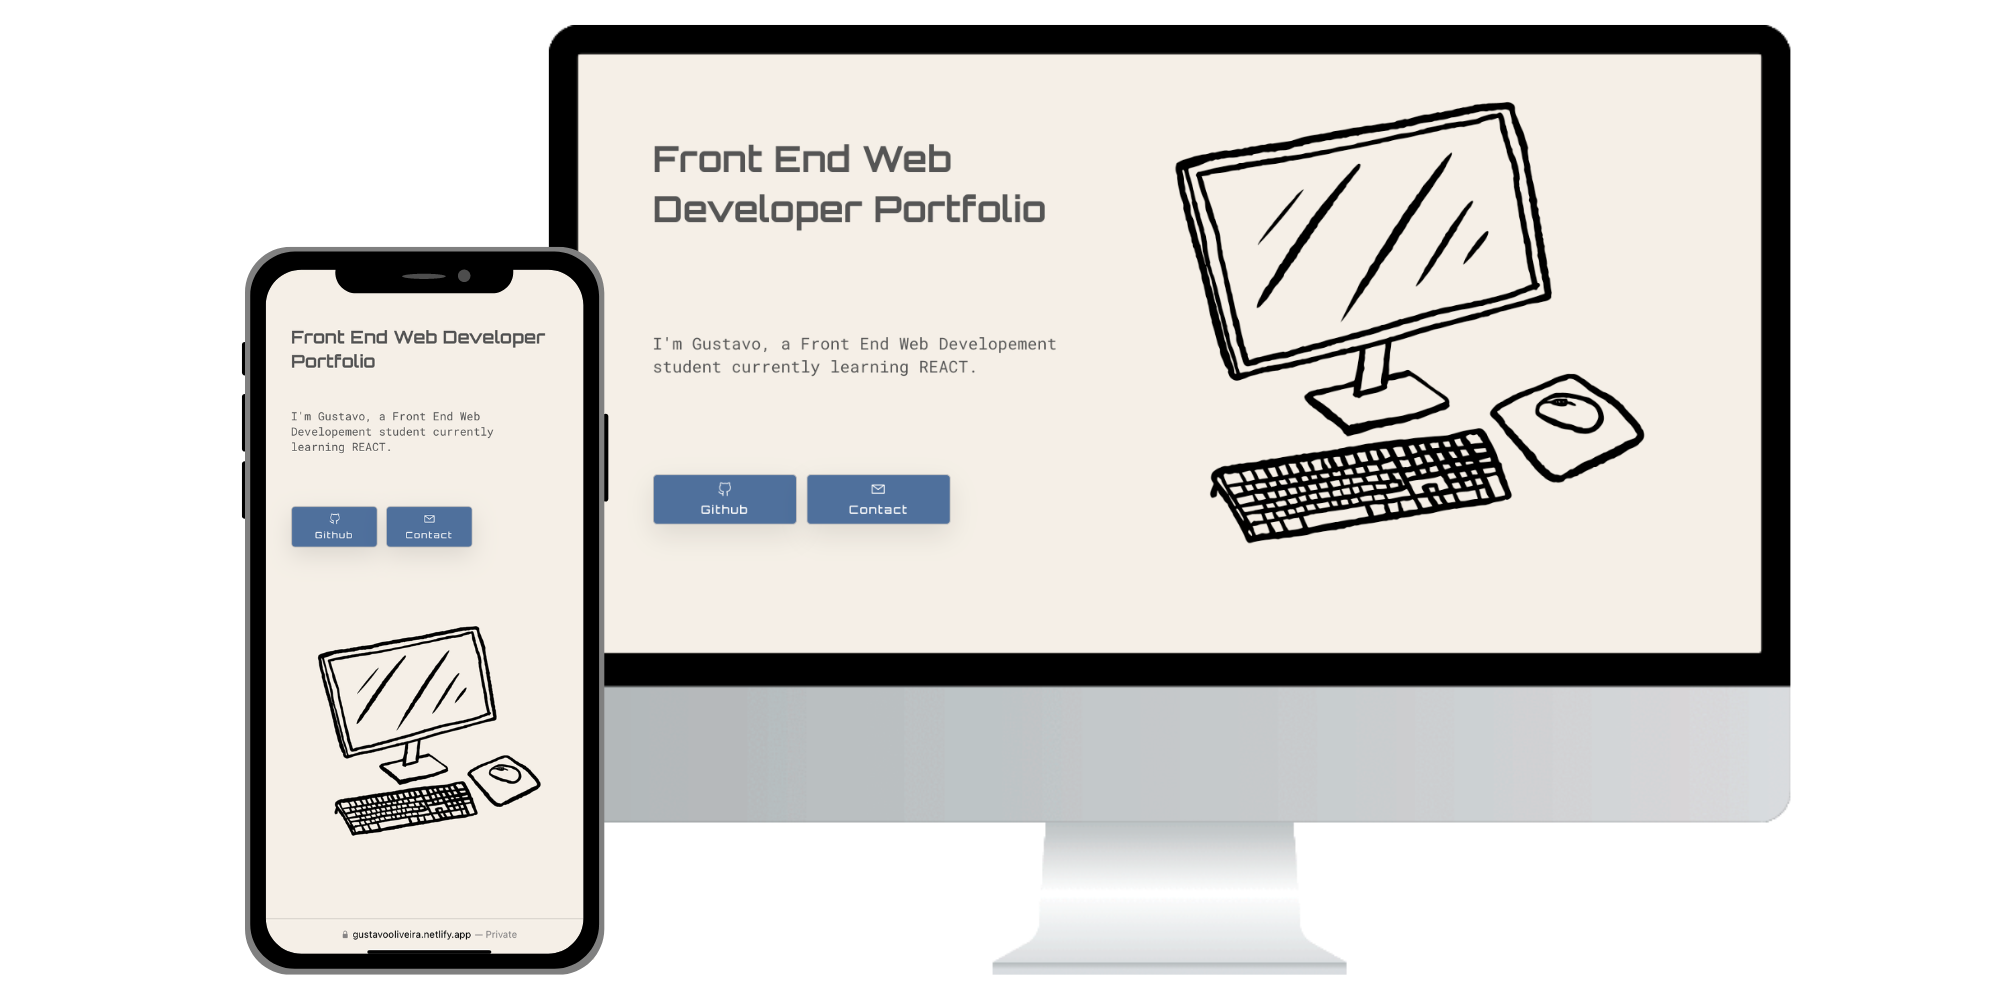 Front End Web
Developer Portfolio
I'm Gustavo, a Front End Web Developement
student currently learning REACT.
Github
Contact
Front End Web Developer
Portfolio
I'm Gustavo, a Front End Web
Developement student currently
learning REACT.
Github
Contact
gustavooliveira.netlify.app — Private